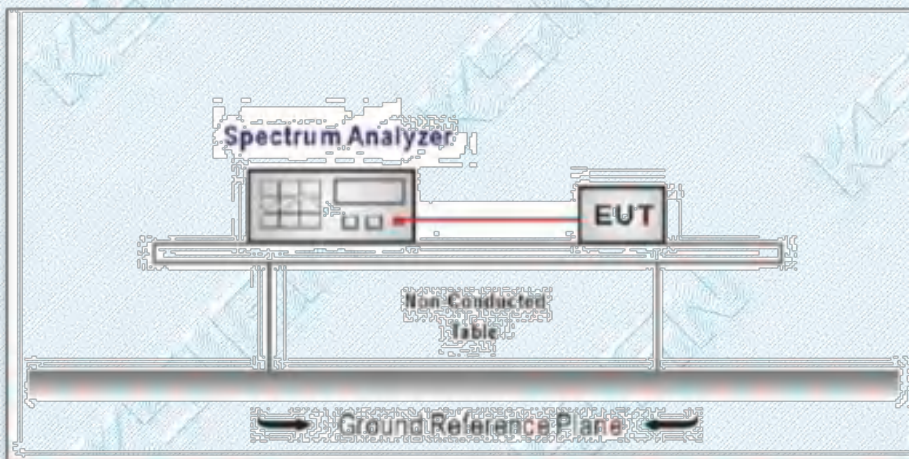 Spectrum Analyzer
EUT
Non-Conducted
Table
Ground Reference Plane